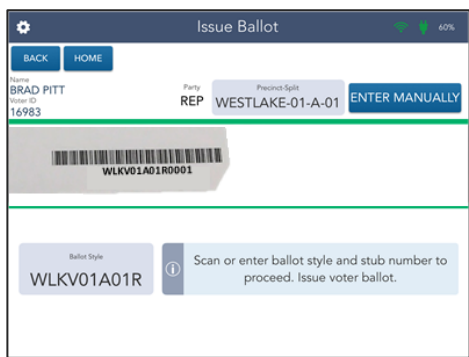 Issue Ballot
60%
BACK HOME
Name
BRAD PITT
Voter ID
16983
Party
REP
Precinct-Split
WESTLAKE-01-A-01
ENTER MANUALLY
WLKV01A01R0001
Ballot Style
WLKV01A01R
Scan or enter ballot style and stub number to
proceed. Issue voter ballot.